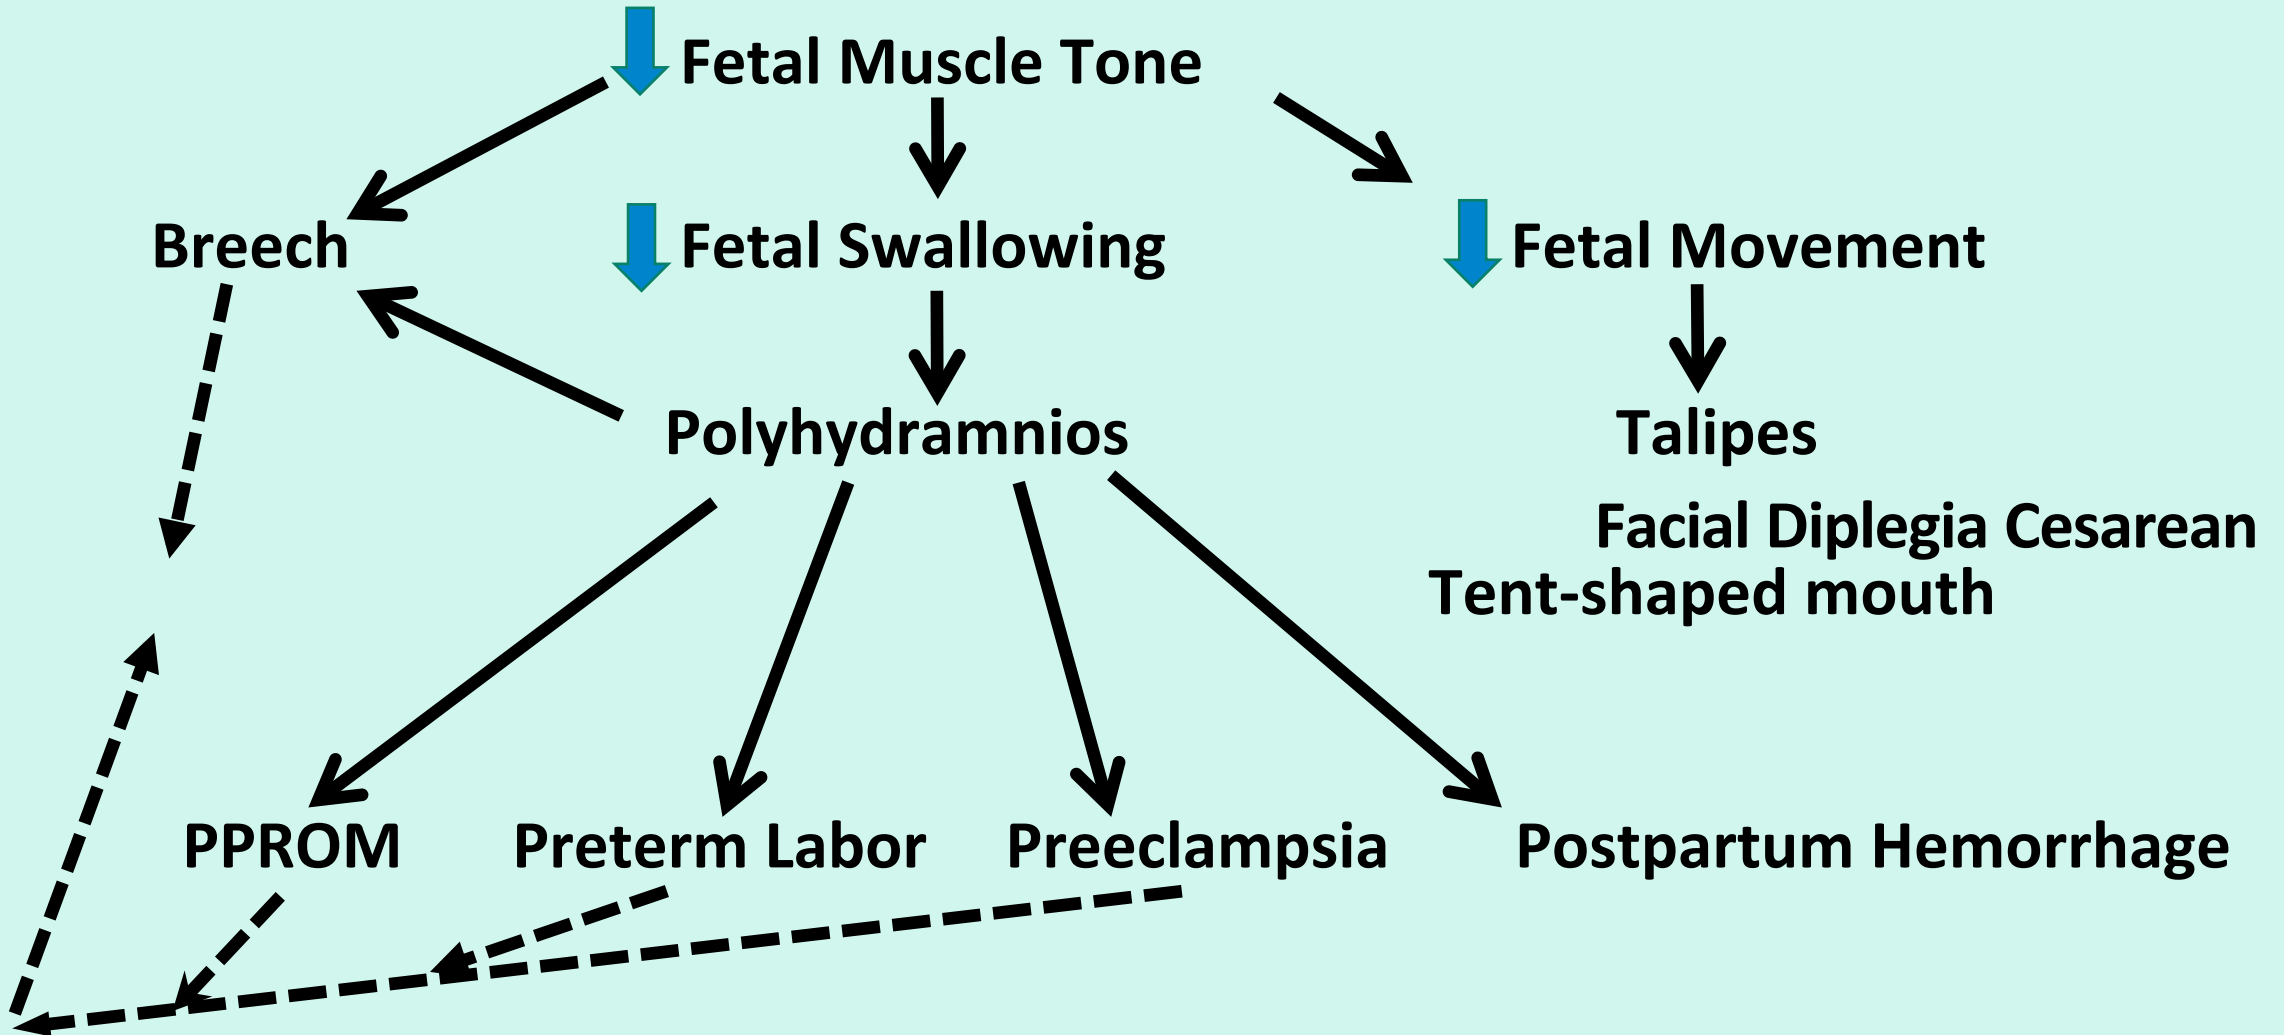 Fetal Muscle Tone
Breech
Fetal Swallowing
Fetal Movement
Polyhydramnios
Talipes
Facial Diplegia Cesarean
Tent-shaped mouth
PPROM
Preterm Labor
Preeclampsia
Postpartum Hemorrhage